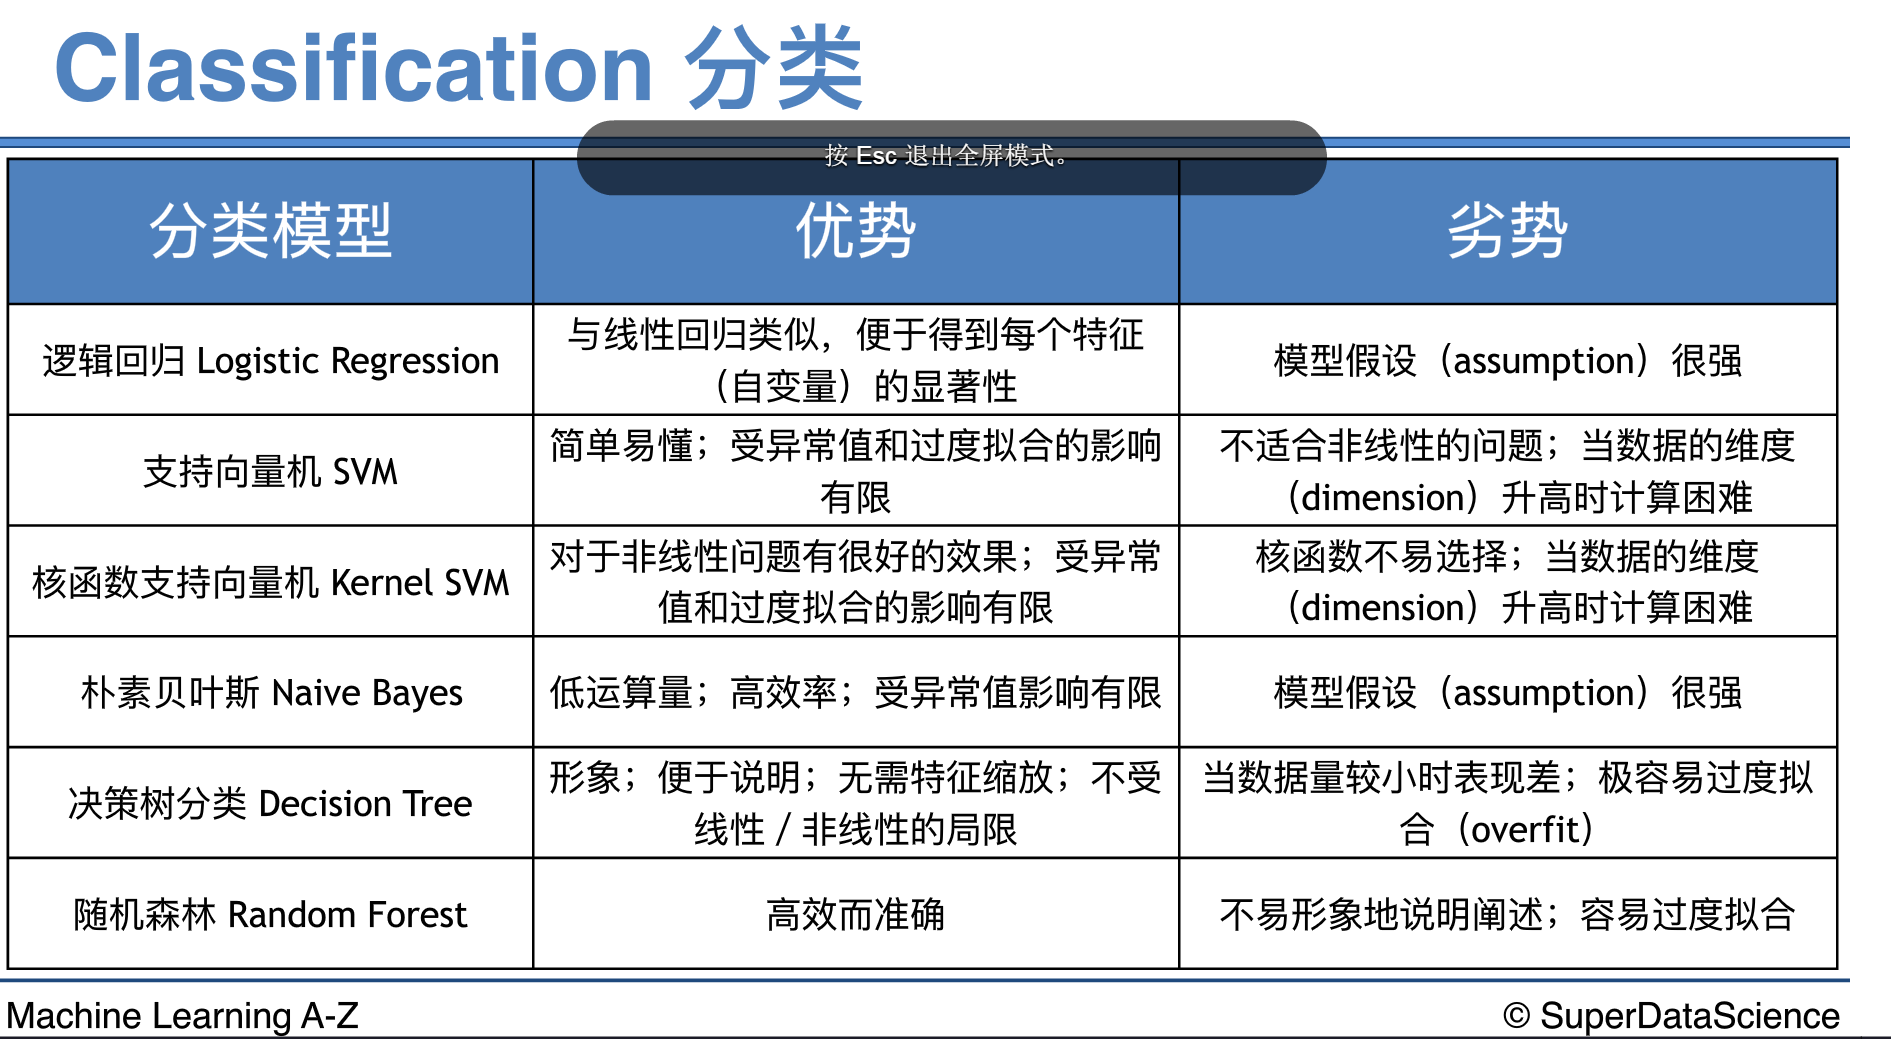 Classification 分类
按 Esc 退出全屏模式。
分类模型
优势
劣势
逻辑回归 Logistic Regression
与线性回归类似，便于得到每个特征
（自变量）的显著性
模型假设（assumption）很强
支持向量机 SVM
简单易懂；受异常值和过度拟合的影响
有限
不适合非线性的问题；当数据的维度
（dimension）升高时计算困难
核函数支持向量机 Kernel SVM
对于非线性问题有很好的效果；受异常
值和过度拟合的影响有限
核函数不易选择；当数据的维度
（dimension）升高时计算困难
朴素贝叶斯 Naive Bayes
低运算量；高效率；受异常值影响有限
模型假设（assumption）很强
决策树分类 Decision Tree
形象；便于说明；无需特征缩放；不受
线性 / 非线性的局限
当数据量较小时表现差；极容易过度拟
合（overfit）
随机森林 Random Forest
高效而准确
不易形象地说明阐述；容易过度拟合
Machine Learning A-Z
© SuperDataScience